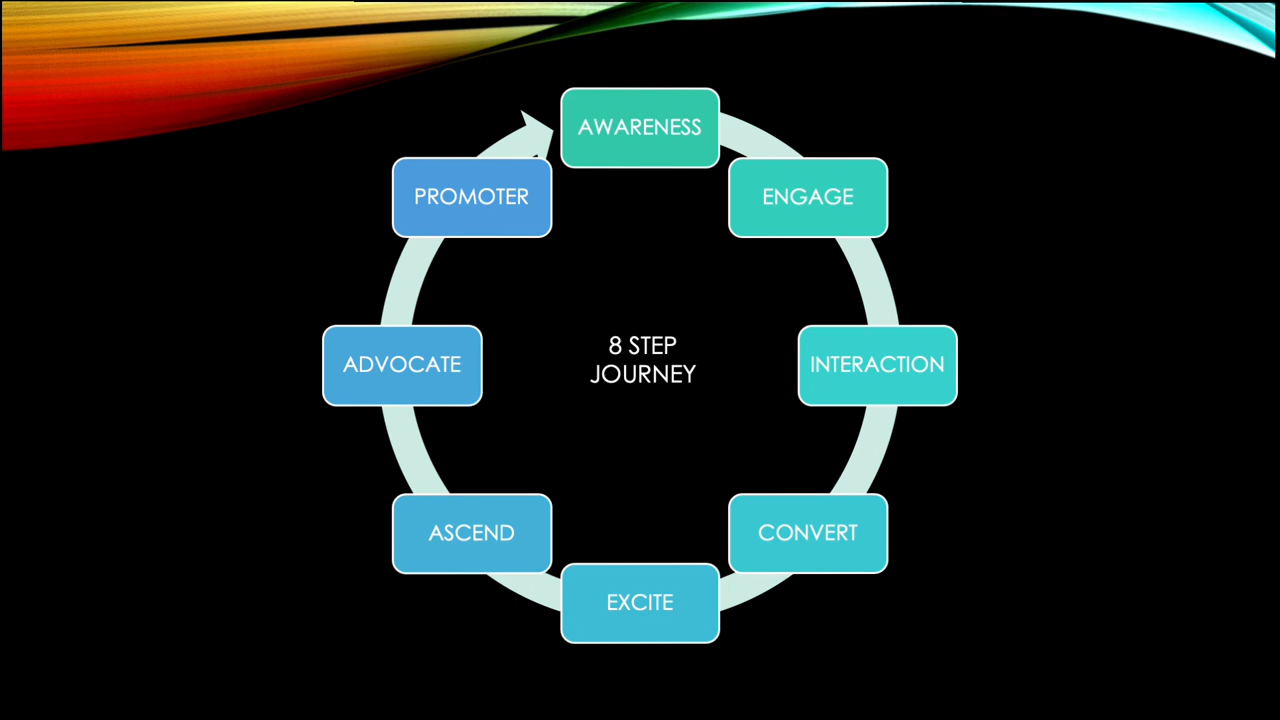 AWARENESS
ENGAGE
INTERACTION
CONVERT
EXCITE
ASCEND
ADVOCATE
PROMOTER
8 STEP
JOURNEY